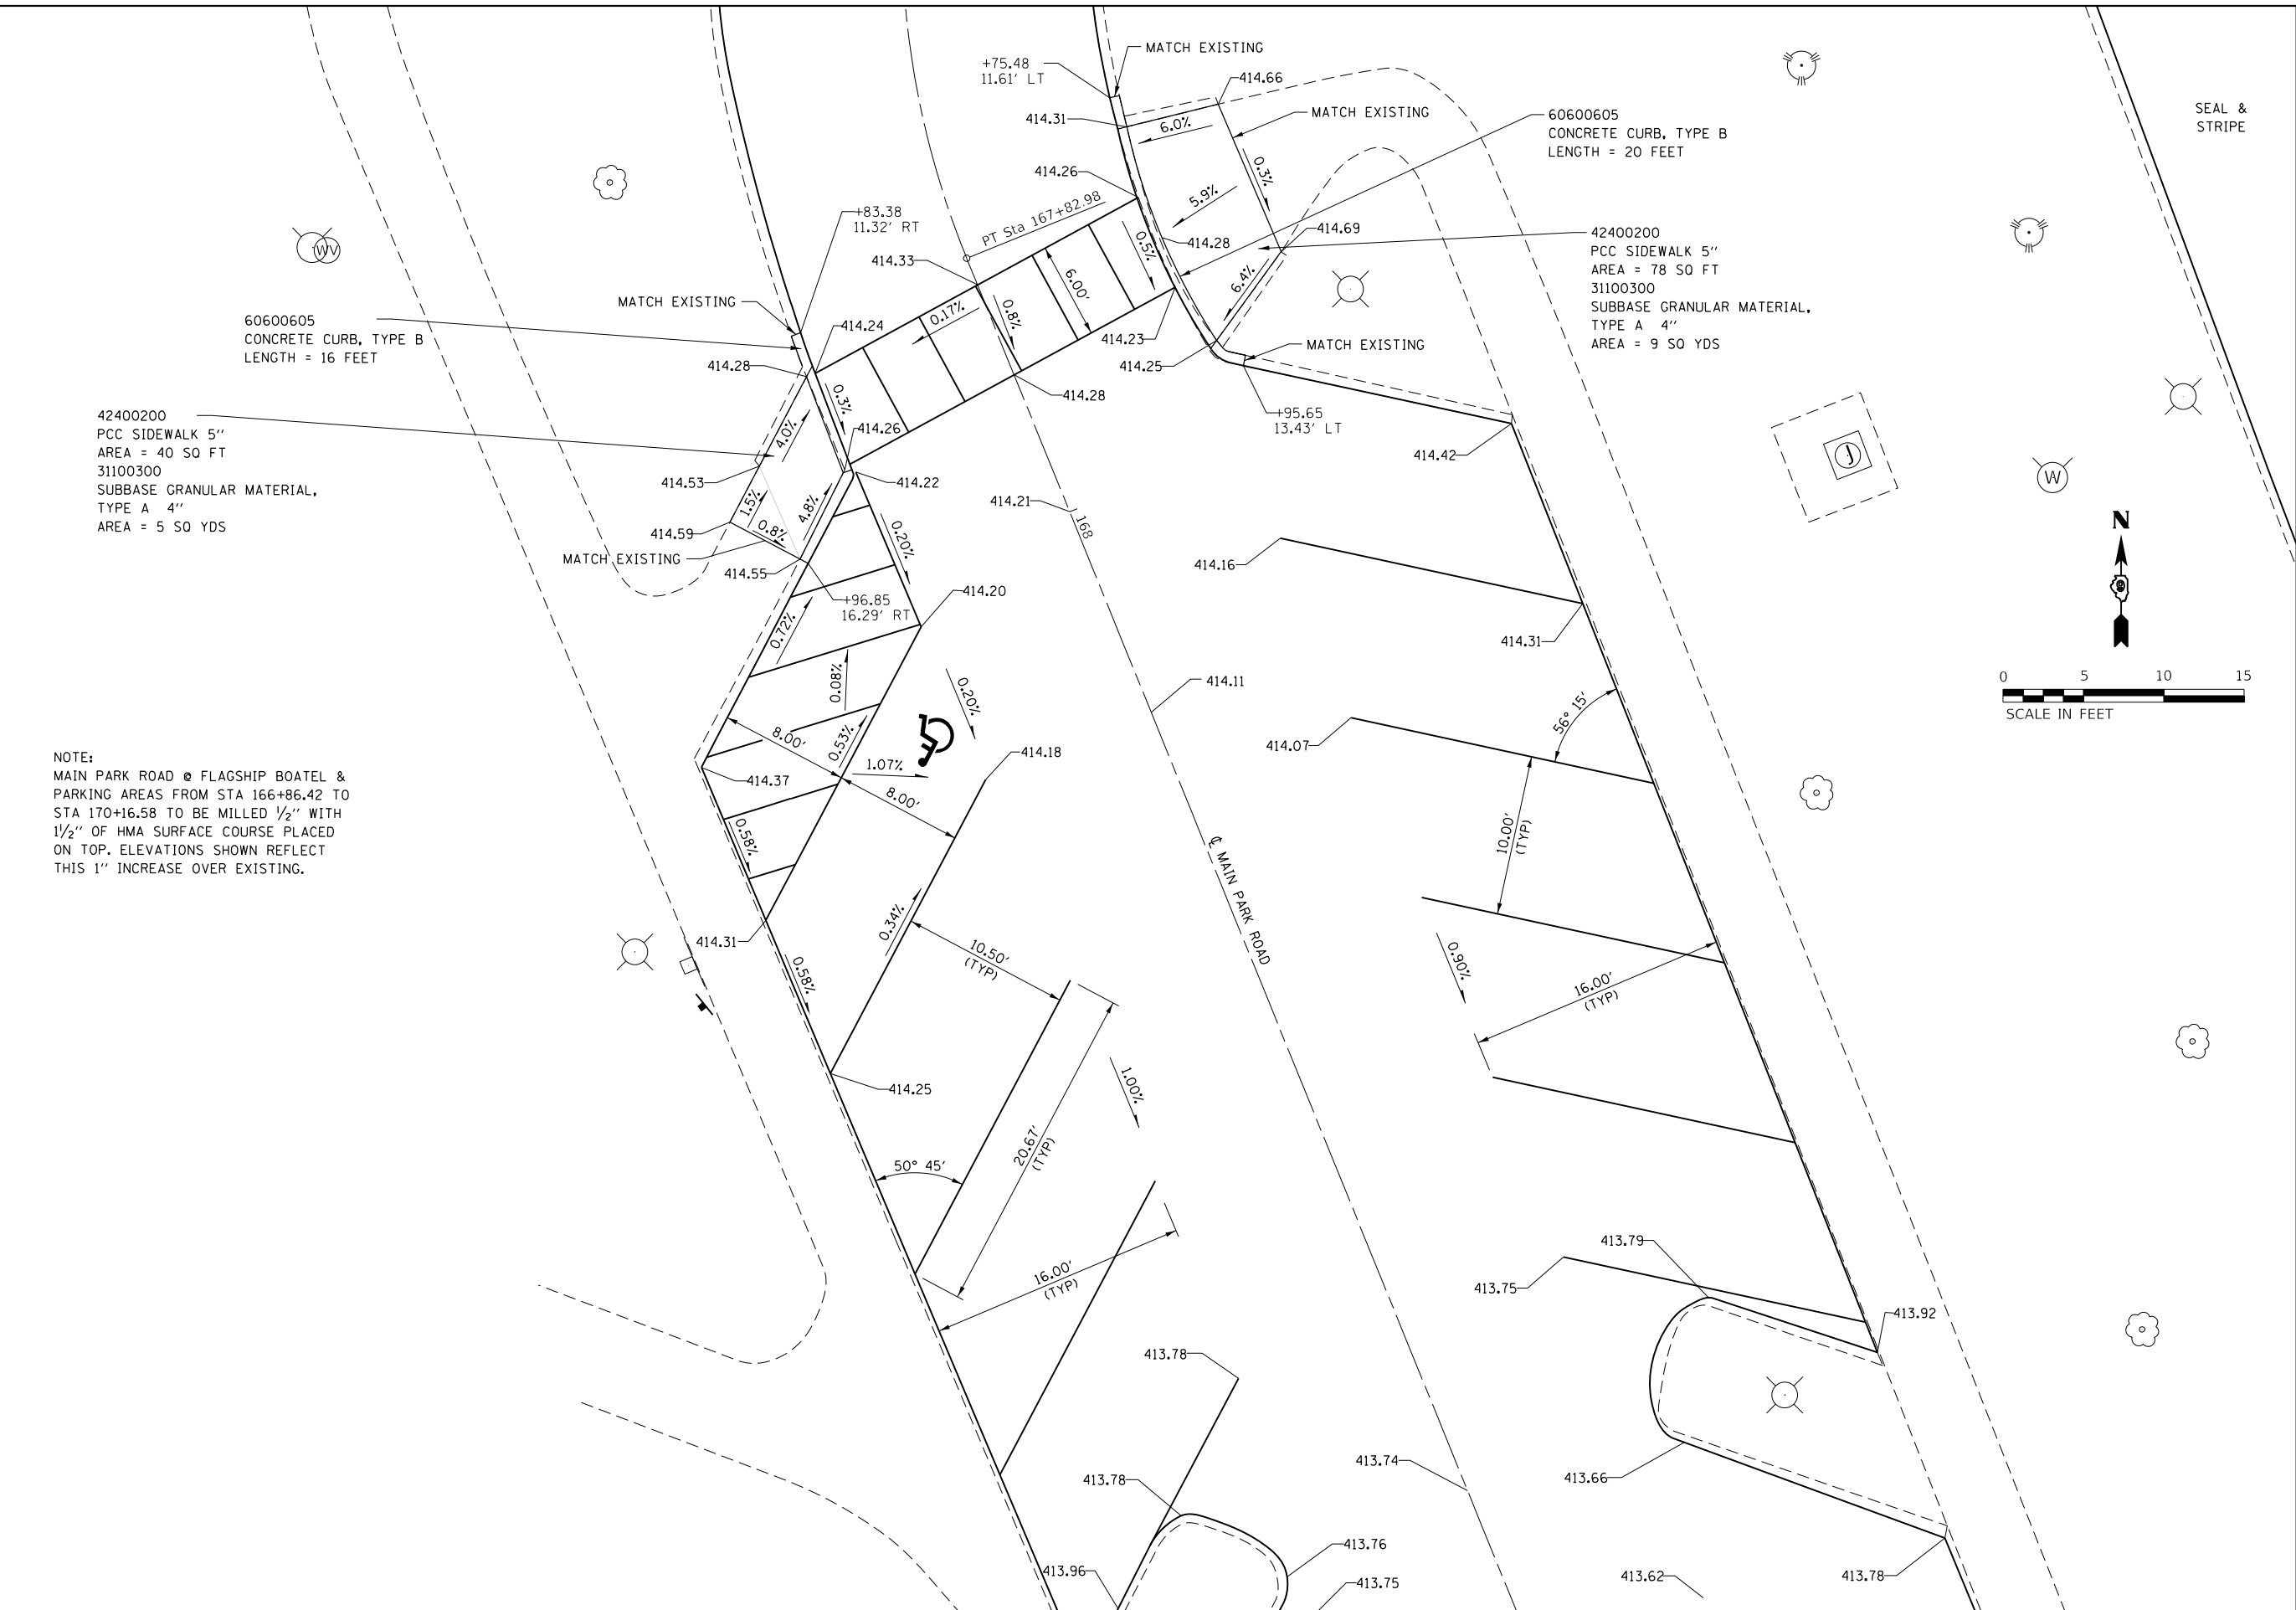 MATCH EXISTING
+75.48
11.61' LT
414.66
SEAL &
STRIPE
MATCH EXISTING
414.31
6.0%
60600605
CONCRETE CURB, TYPE B
LENGTH = 20 FEET
414.26
0.3%
5.9%
+83.38
11.32' RT
PT Sta 167+82.98
414.28
0.5%
414.69
42400200
PCC SIDEWALK 5''
AREA = 78 SQ FT
31100300
SUBBASE GRANULAR MATERIAL,
TYPE A 4''
AREA = 9 SQ YDS
WV
414.33
6.00'
6.4%
MATCH EXISTING
0.17%
0.8%
60600605
CONCRETE CURB, TYPE B
LENGTH = 16 FEET
414.24
414.23
MATCH EXISTING
414.28
414.25
414.28
0.3%
+95.65
13.43' LT
42400200
PCC SIDEWALK 5''
AREA = 40 SQ FT
31100300
SUBBASE GRANULAR MATERIAL,
TYPE A 4''
AREA = 5 SQ YDS
4.0%
414.26
414.42
J
W
414.53
414.22
1.5%
4.8%
414.21
168
N
414.59
0.8%
0.20%
MATCH EXISTING
414.55
414.16
+96.85
16.29' RT
414.20
0.72%
414.31
0.08%
0.20%
414.11
0 5 10 15
SCALE IN FEET
8.00'
0.53%
56° 15'
414.07
414.18
1.07%
NOTE:
MAIN PARK ROAD @ FLAGSHIP BOATEL &
PARKING AREAS FROM STA 166+86.42 TO
STA 170+16.58 TO BE MILLED 1/2'' WITH
1 1/2'' OF HMA SURFACE COURSE PLACED
ON TOP. ELEVATIONS SHOWN REFLECT
THIS 1'' INCREASE OVER EXISTING.
414.37
8.00'
0.58%
10.00'
(TYP)
℄ MAIN PARK ROAD
0.34%
414.31
10.50'
(TYP)
0.58%
0.90%
16.00'
(TYP)
414.25
1.00%
20.67'
(TYP)
50° 45'
413.79
16.00'
(TYP)
413.75
413.92
413.78
413.74
413.78
413.66
413.76
413.96
413.75
413.62
413.78